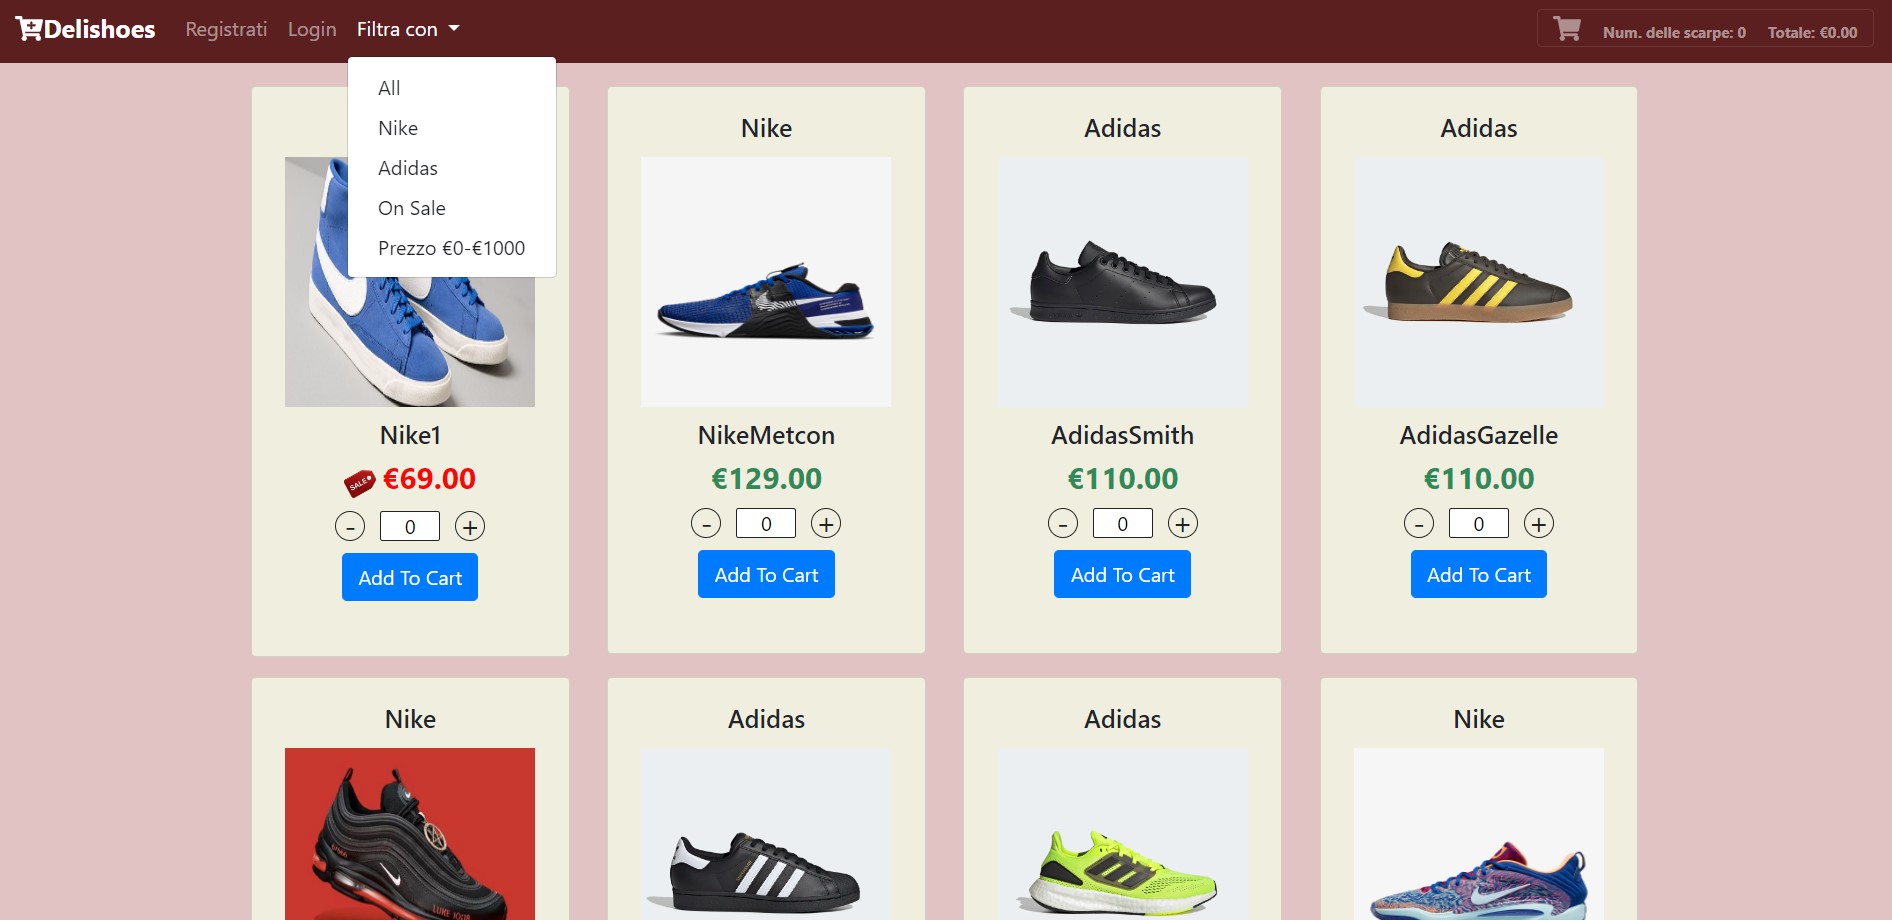 Delishoes Registrati Login Filtra con Num. delle scarpe: 0 Totale: €0.00
All
Nike
Adidas
On Sale
Prezzo €0-€1000
Nike Adidas Adidas
Nike1 NikeMetcon AdidasSmith AdidasGazelle
SALE €69.00 €129.00 €110.00 €110.00
- 0 + - 0 + - 0 + - 0 +
Add To Cart Add To Cart Add To Cart Add To Cart
Nike Adidas Adidas Nike